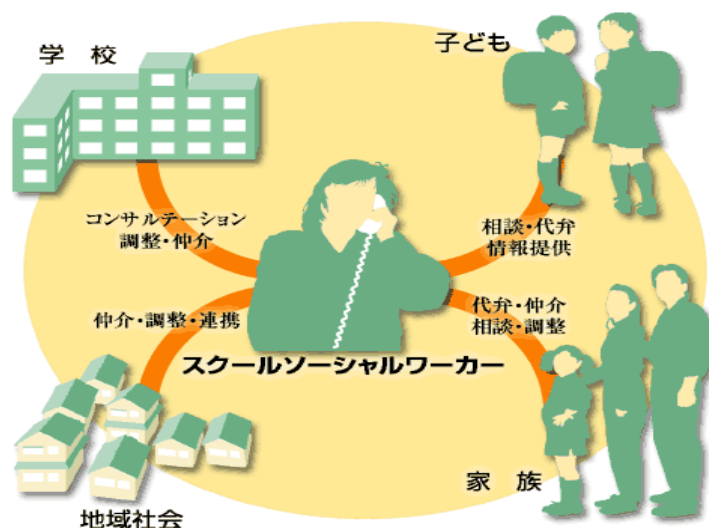 学校
子ども
コンサルテーション
調整・仲介
相談・代弁
情報提供
仲介・調整・連携
代弁・仲介
相談・調整
スクールソーシャルワーカー
地域社会
家族